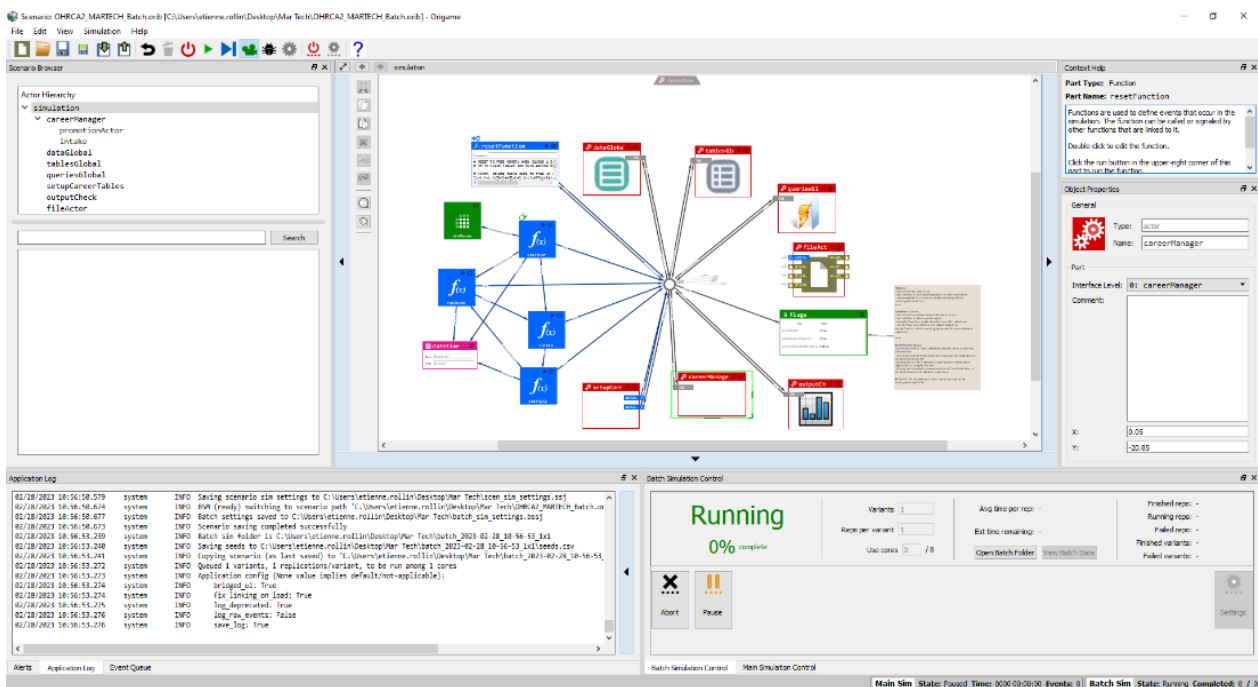 Scenario: OHRCA2_MARTECH_Batch.orib [C:\Users\etienne.rollin\Desktop\Mar Tech\OHRCA2_MARTECH_Batch.orib] - Origame
File Edit View Simulation Help
Scenario Browser
simulation
Actor Hierarchy
simulation
careerManager
promotionActor
intake
dataGlobal
tablesGlobal
queriesGlobal
setupCareerTables
outputCheck
fileActor
Search
resetFunction
dataGlobal
tablesGl
queriesGl
fileAct
Flags
datetime
setupCare
careerManage
outputCh
Context Help
Part Type: Function
Part Name: resetFunction
Functions are used to define events that occur in the
simulation. The function can be called or signaled by
other functions that are linked to it.
Double-click to edit the function.
Click the run button in the upper-right corner of this
part to run the function.
Object Properties
General
Type: actor
Name: careerManager
Part
Interface Level: 0: careerManager
Comment:
X: 0.05
Y: -20.85
Application Log
02/28/2023 10:56:50.579 system INFO Saving scenario sim settings to C:\Users\etienne.rollin\Desktop\Mar Tech\scen_sim_settings.ssj
02/28/2023 10:56:50.624 system INFO BSM (ready) switching to scenario path "C:\Users\etienne.rollin\Desktop\Mar Tech\OHRCA2_MARTECH_Batch.or
02/28/2023 10:56:50.677 system INFO Batch settings saved to "C:\Users\etienne.rollin\Desktop\Mar Tech\batch_sim_settings.bssj
02/28/2023 10:56:50.673 system INFO Scenario saving completed successfully
02/28/2023 10:56:53.239 system INFO Batch sim folder is C:\Users\etienne.rollin\Desktop\Mar Tech\batch_2023-02-28_10-56-53_1x1
02/28/2023 10:56:53.240 system INFO Saving seeds to C:\Users\etienne.rollin\Desktop\Mar Tech\batch_2023-02-28_10-56-53_1x1\seeds.csv
02/28/2023 10:56:53.241 system INFO Copying scenario (as last saved) to "C:\Users\etienne.rollin\Desktop\Mar Tech\batch_2023-02-28_10-56-53_
02/28/2023 10:56:53.272 system INFO Queued 1 variants, 1 replications/variant, to be run among 1 cores
02/28/2023 10:56:53.273 system INFO Application config (None value implies default/not-applicable):
02/28/2023 10:56:53.274 system INFO bridged_ui: True
02/28/2023 10:56:53.274 system INFO fix_linking_on_load: True
02/28/2023 10:56:53.275 system INFO log_deprecated: True
02/28/2023 10:56:53.276 system INFO log_raw_events: False
02/28/2023 10:56:53.276 system INFO save_log: True
Alerts Application Log Event Queue
Batch Simulation Control
Running
0% complete
Variants 1
Reps per variant 1
Use cores 0 / 8
Avg time per rep: -
Est time remaining: -
Open Batch Folder New Batch Data
Finished reps: -
Running reps: -
Failed reps: -
Finished variants: -
Failed variants: -
Abort Pause Settings
Batch Simulation Control Main Simulation Control
Main Sim State: Paused Time: 0000 00:00:00 Events: 0 Batch Sim State: Running Completed: 0 /